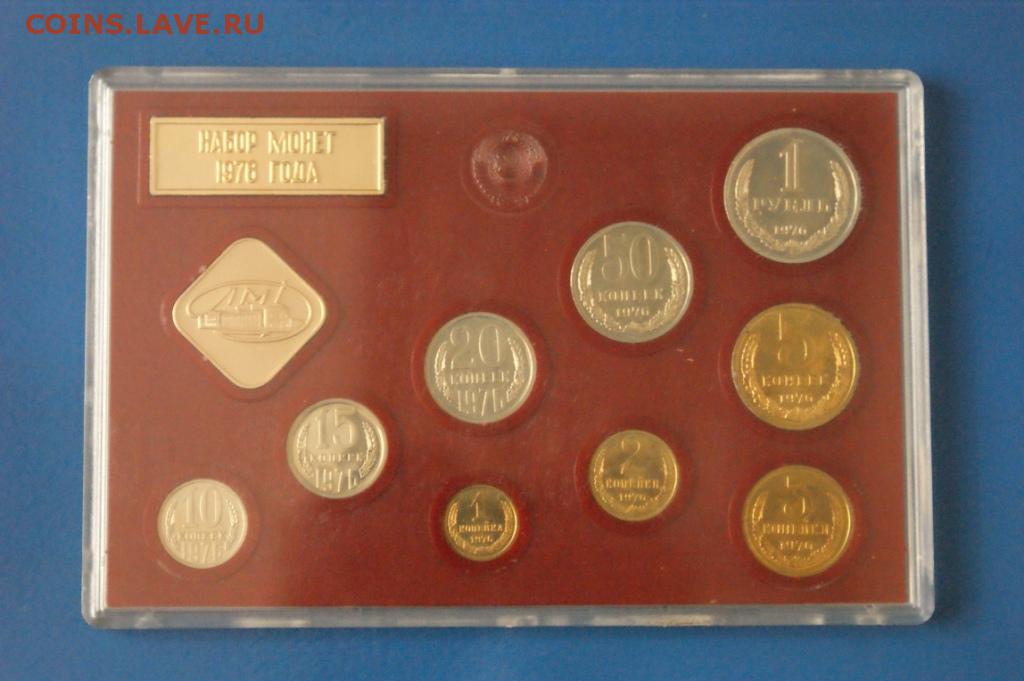 COINS.LAVE.RU
НАБОР МОНЕТ
1976 ГОДА
1
РУБЛЬ
1976
50
КОПЕЕК
1976
20
КОПЕЕК
1976
5
КОПЕЕК
1976
ЛМД
15
КОПЕЕК
1976
2
КОПЕЙКИ
1976
10
КОПЕЕК
1976
1
КОПЕЙКА
1976
3
КОПЕЙКИ
1976